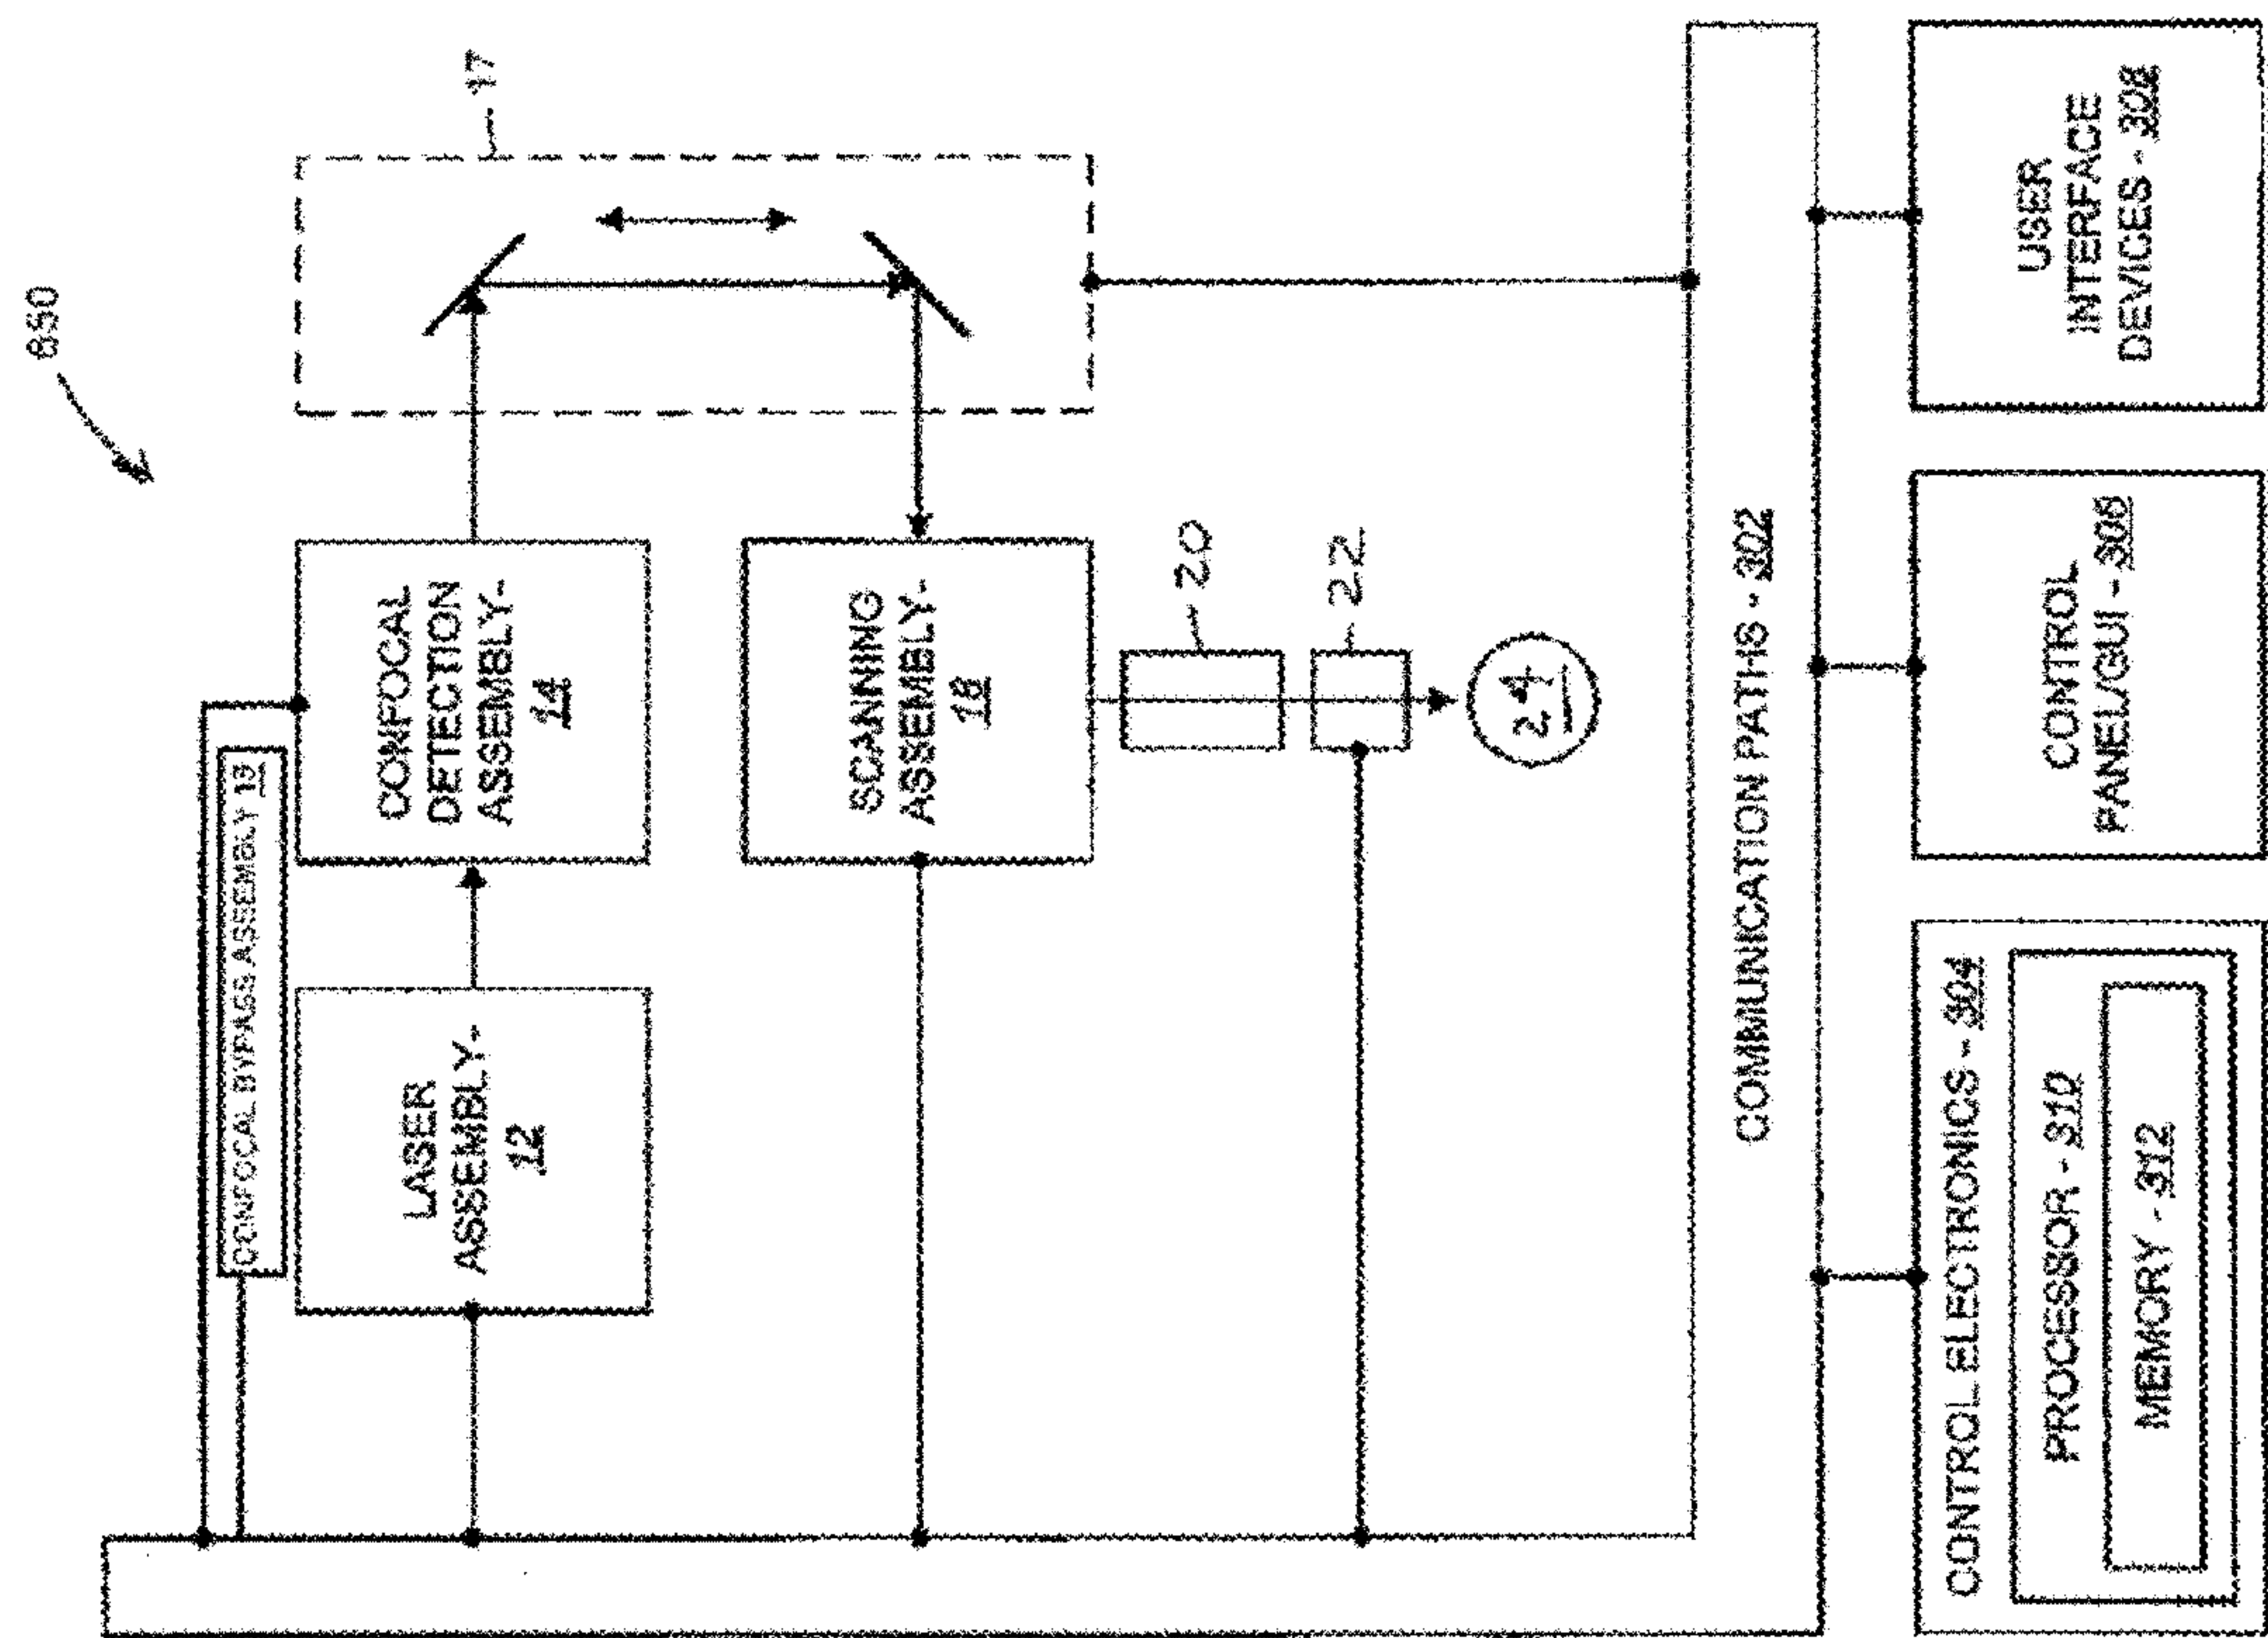 850
17
CONFOCAL BYPASS ASSEMBLY 13
LASER
ASSEMBLY-
12
CONFOCAL
DETECTION
ASSEMBLY-
14
SCANNING
ASSEMBLY-
18
20
22
24
COMMUNICATION PATHS - 302
CONTROL ELECTRONICS - 304
PROCESSOR - 310
MEMORY - 312
CONTROL
PANEL/GUI - 306
USER
INTERFACE
DEVICES - 308